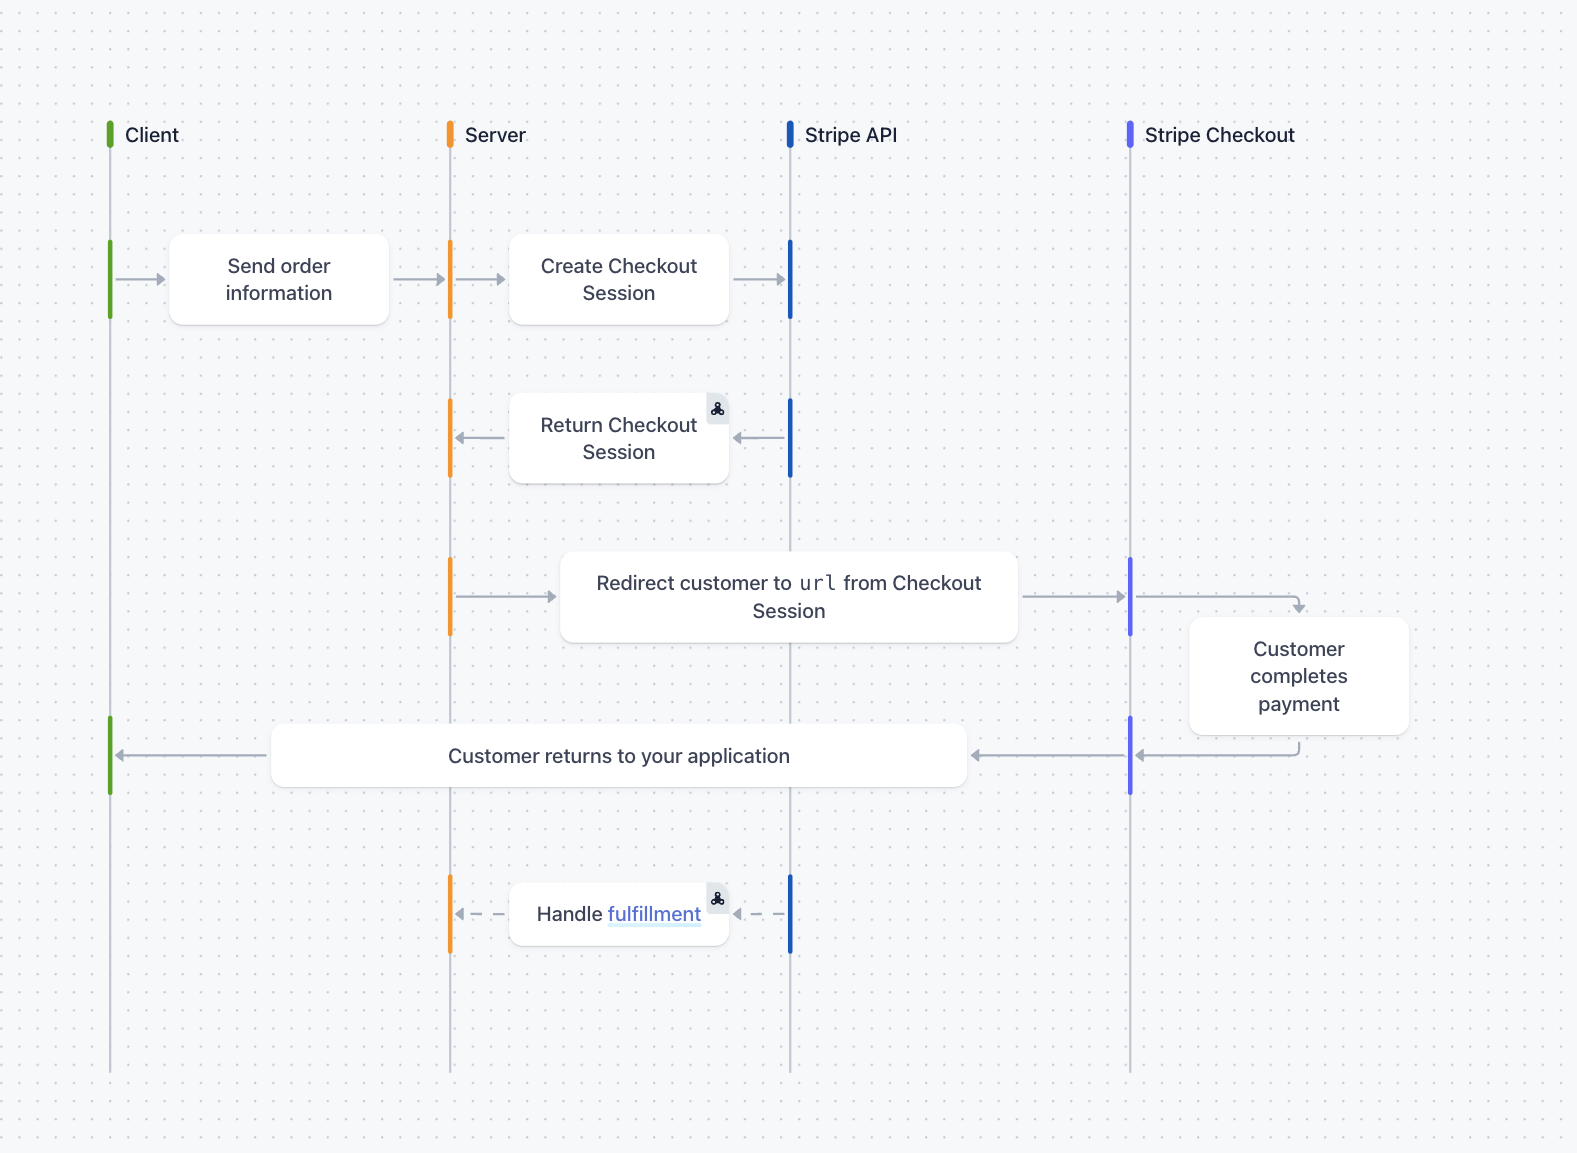 Client
Server
Stripe API
Stripe Checkout
Send order
information
Create Checkout
Session
Return Checkout
Session
Redirect customer to url from Checkout
Session
Customer
completes
payment
Customer returns to your application
Handle fulfillment